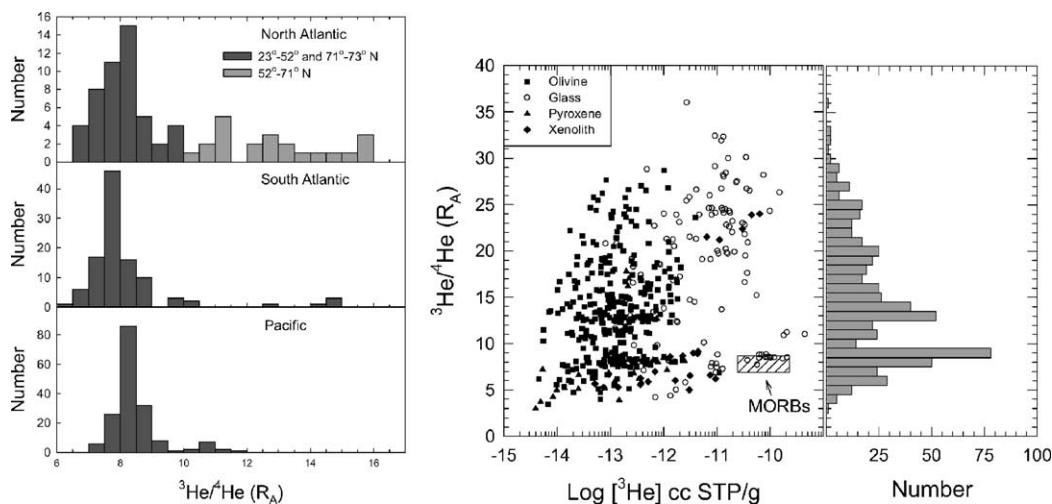 North Atlantic
23°-52° and 71°-73° N
52°-71° N
Number
16
14
12
10
8
6
4
2
0
South Atlantic
Number
40
30
20
10
0
Pacific
Number
80
60
40
20
0
6 8 10 12 14 16
³He/⁴He (R_A)
³He/⁴He (R_A)
40
35
30
25
20
15
10
5
0
Olivine
Glass
Pyroxene
Xenolith
MORBs
-15 -14 -13 -12 -11 -10
Log [³He] cc STP/g
25 50 75 100
Number